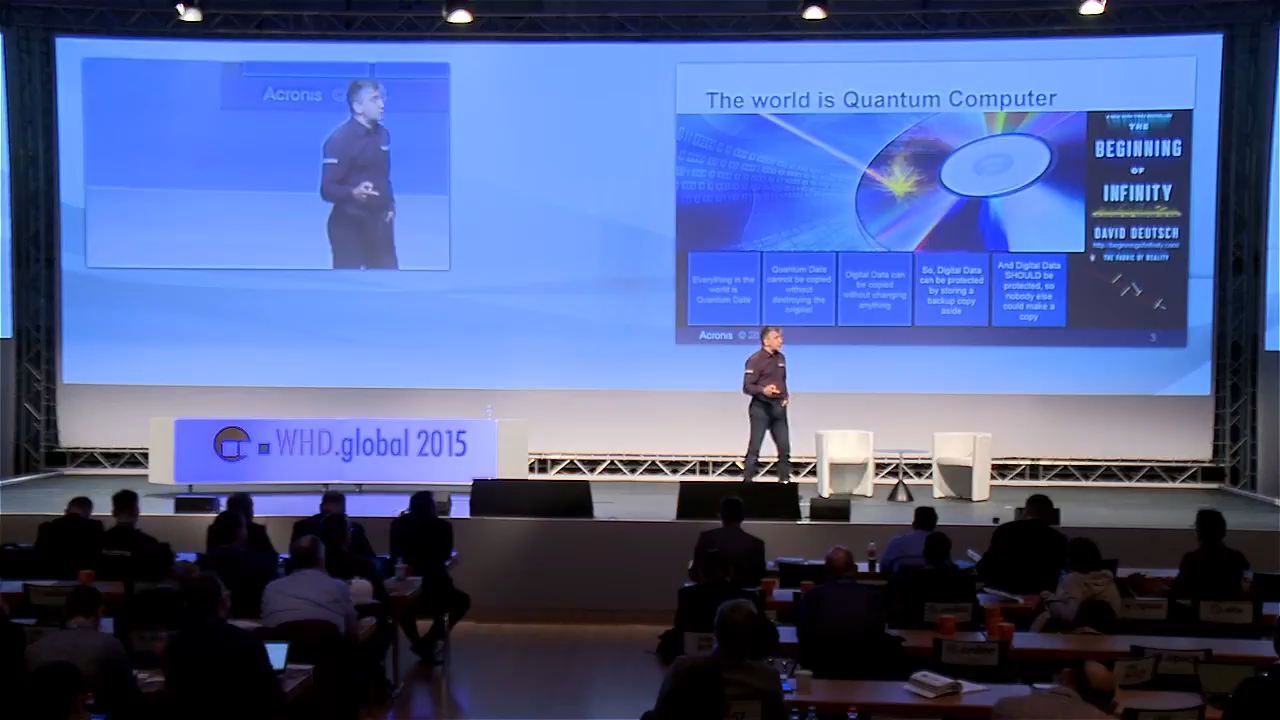 Acronis
The world is Quantum Computer
THE
BEGINNING
OF
INFINITY
DAVID DEUTSCH
http://beginningofinfinity.com/
THE FABRIC OF REALITY
Everything in the
world is
Quantum Data
Quantum Data
cannot be copied
without
destroying the
original
Digital Data can
be copied
without changing
anything
So, Digital Data
can be protected
by storing a
backup copy
aside
And Digital Data
SHOULD be
protected, so
nobody else
could make a
copy
Acronis ©
3
WHD.global 2015